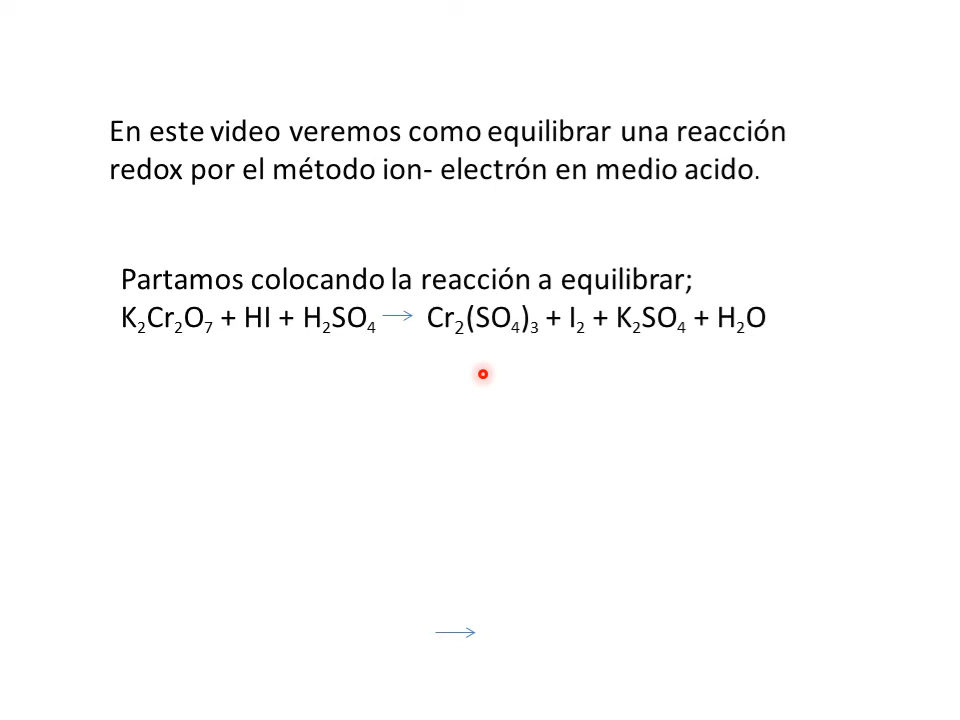 En este video veremos como equilibrar una reacción
redox por el método ion- electrón en medio acido.
Partamos colocando la reacción a equilibrar;
K₂Cr₂O₇ + HI + H₂SO₄ → Cr₂(SO₄)₃ + I₂ + K₂SO₄ + H₂O